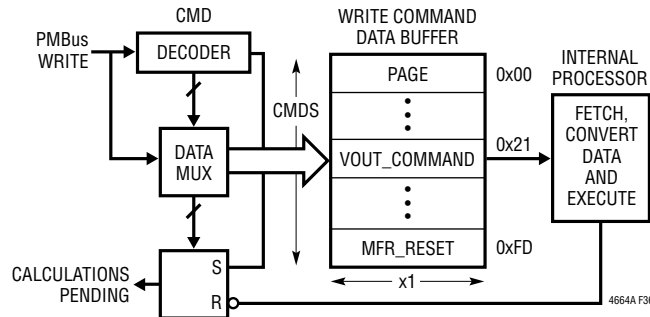 CMD
PMBus
WRITE
DECODER
DATA
MUX
CMDS
S
R
CALCULATIONS
PENDING
WRITE COMMAND
DATA BUFFER
PAGE
0x00
VOUT_COMMAND
0x21
MFR_RESET
0xFD
x1
INTERNAL
PROCESSOR
FETCH,
CONVERT
DATA
AND
EXECUTE
4664A F36